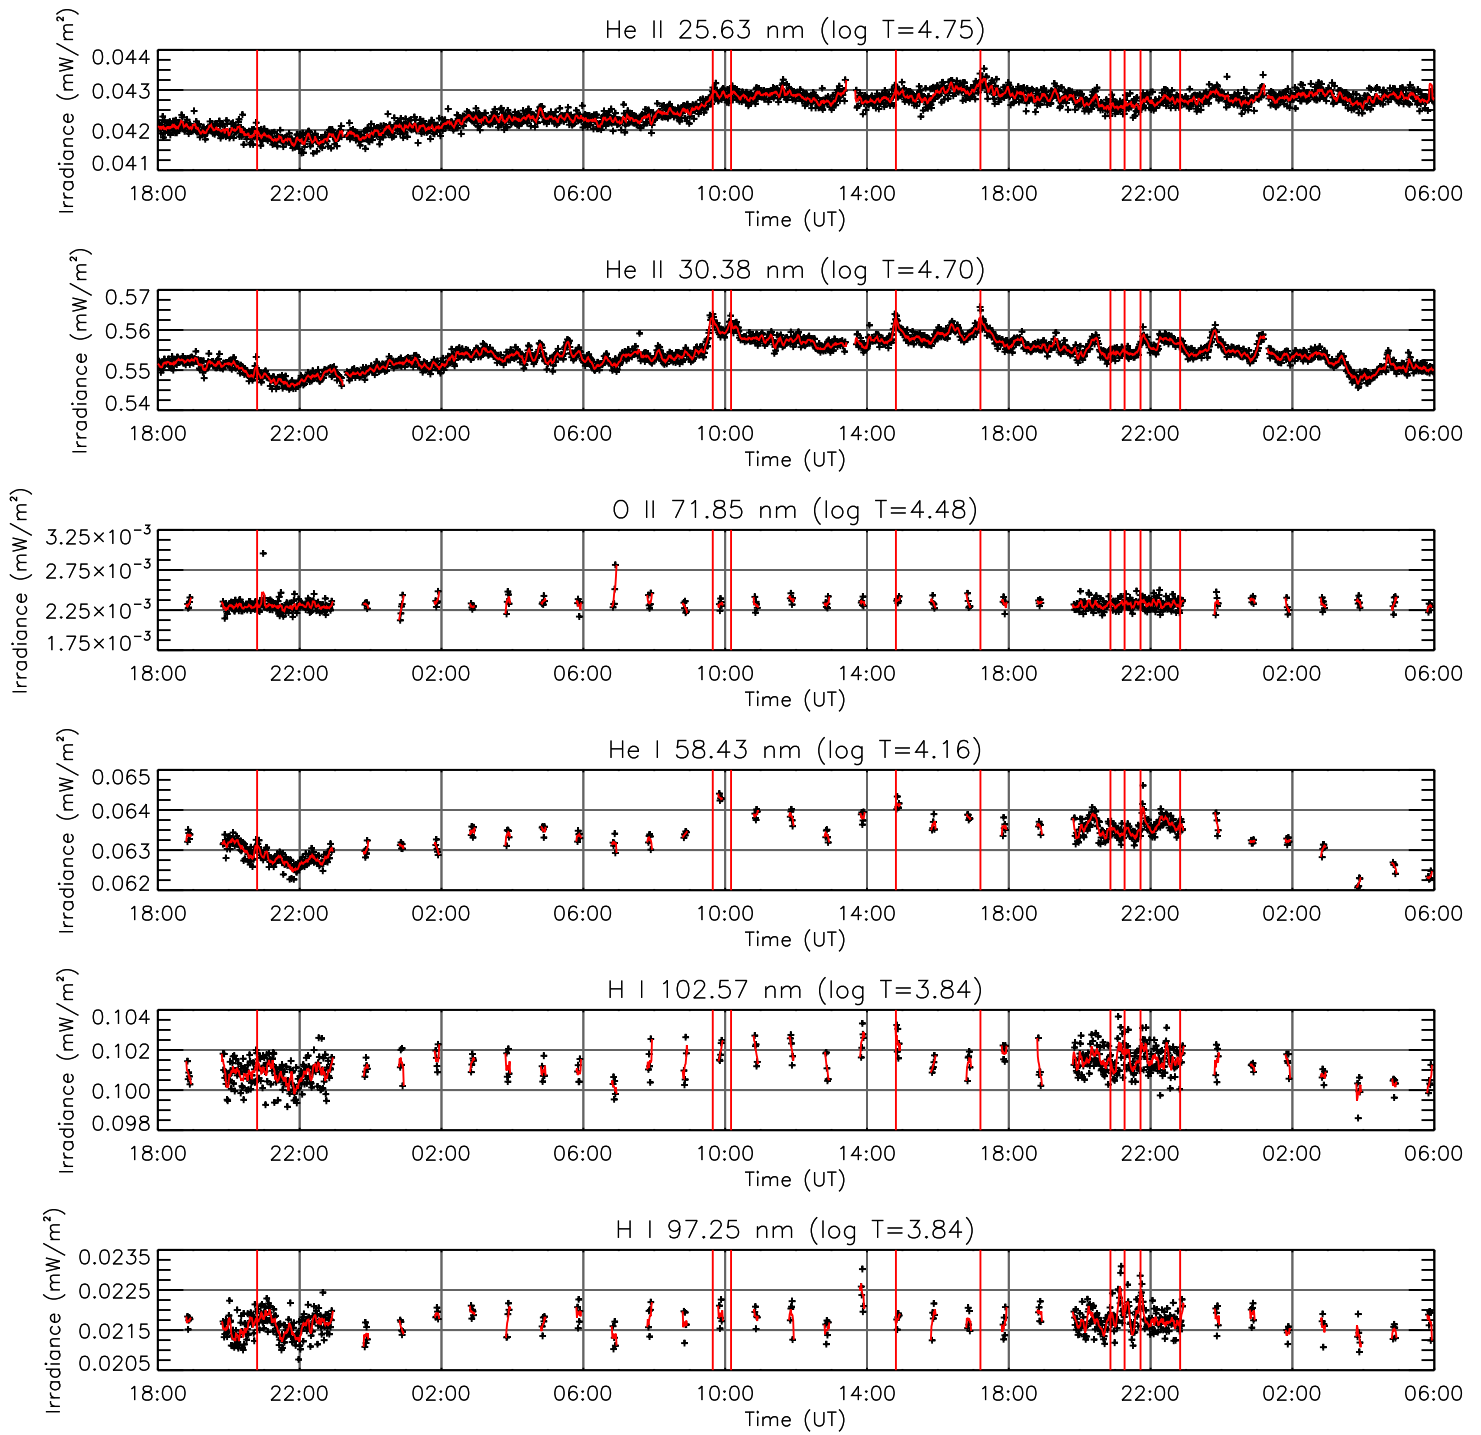 He II 25.63 nm (log T=4.75)
Irradiance (mW/m²)
0.044
0.043
0.042
0.041
18:00 22:00 02:00 06:00 10:00 14:00 18:00 22:00 02:00 06:00
Time (UT)
He II 30.38 nm (log T=4.70)
Irradiance (mW/m²)
0.57
0.56
0.55
0.54
18:00 22:00 02:00 06:00 10:00 14:00 18:00 22:00 02:00 06:00
Time (UT)
O II 71.85 nm (log T=4.48)
Irradiance (mW/m²)
3.25×10⁻³
2.75×10⁻³
2.25×10⁻³
1.75×10⁻³
18:00 22:00 02:00 06:00 10:00 14:00 18:00 22:00 02:00 06:00
Time (UT)
He I 58.43 nm (log T=4.16)
Irradiance (mW/m²)
0.065
0.064
0.063
0.062
18:00 22:00 02:00 06:00 10:00 14:00 18:00 22:00 02:00 06:00
Time (UT)
H I 102.57 nm (log T=3.84)
Irradiance (mW/m²)
0.104
0.102
0.100
0.098
18:00 22:00 02:00 06:00 10:00 14:00 18:00 22:00 02:00 06:00
Time (UT)
H I 97.25 nm (log T=3.84)
Irradiance (mW/m²)
0.0235
0.0225
0.0215
0.0205
18:00 22:00 02:00 06:00 10:00 14:00 18:00 22:00 02:00 06:00
Time (UT)